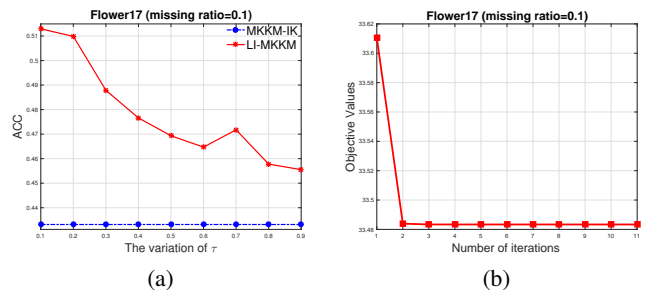 Flower17 (missing ratio=0.1)
MKKM-IK
LI-MKKM
0.51
0.5
0.49
0.48
0.47
0.46
0.45
0.44
ACC
0.1 0.2 0.3 0.4 0.5 0.6 0.7 0.8 0.9
The variation of τ
(a)
Flower17 (missing ratio=0.1)
33.62
33.6
33.58
33.56
33.54
33.52
33.5
33.48
Objective Values
1 2 3 4 5 6 7 8 9 10 11
Number of iterations
(b)